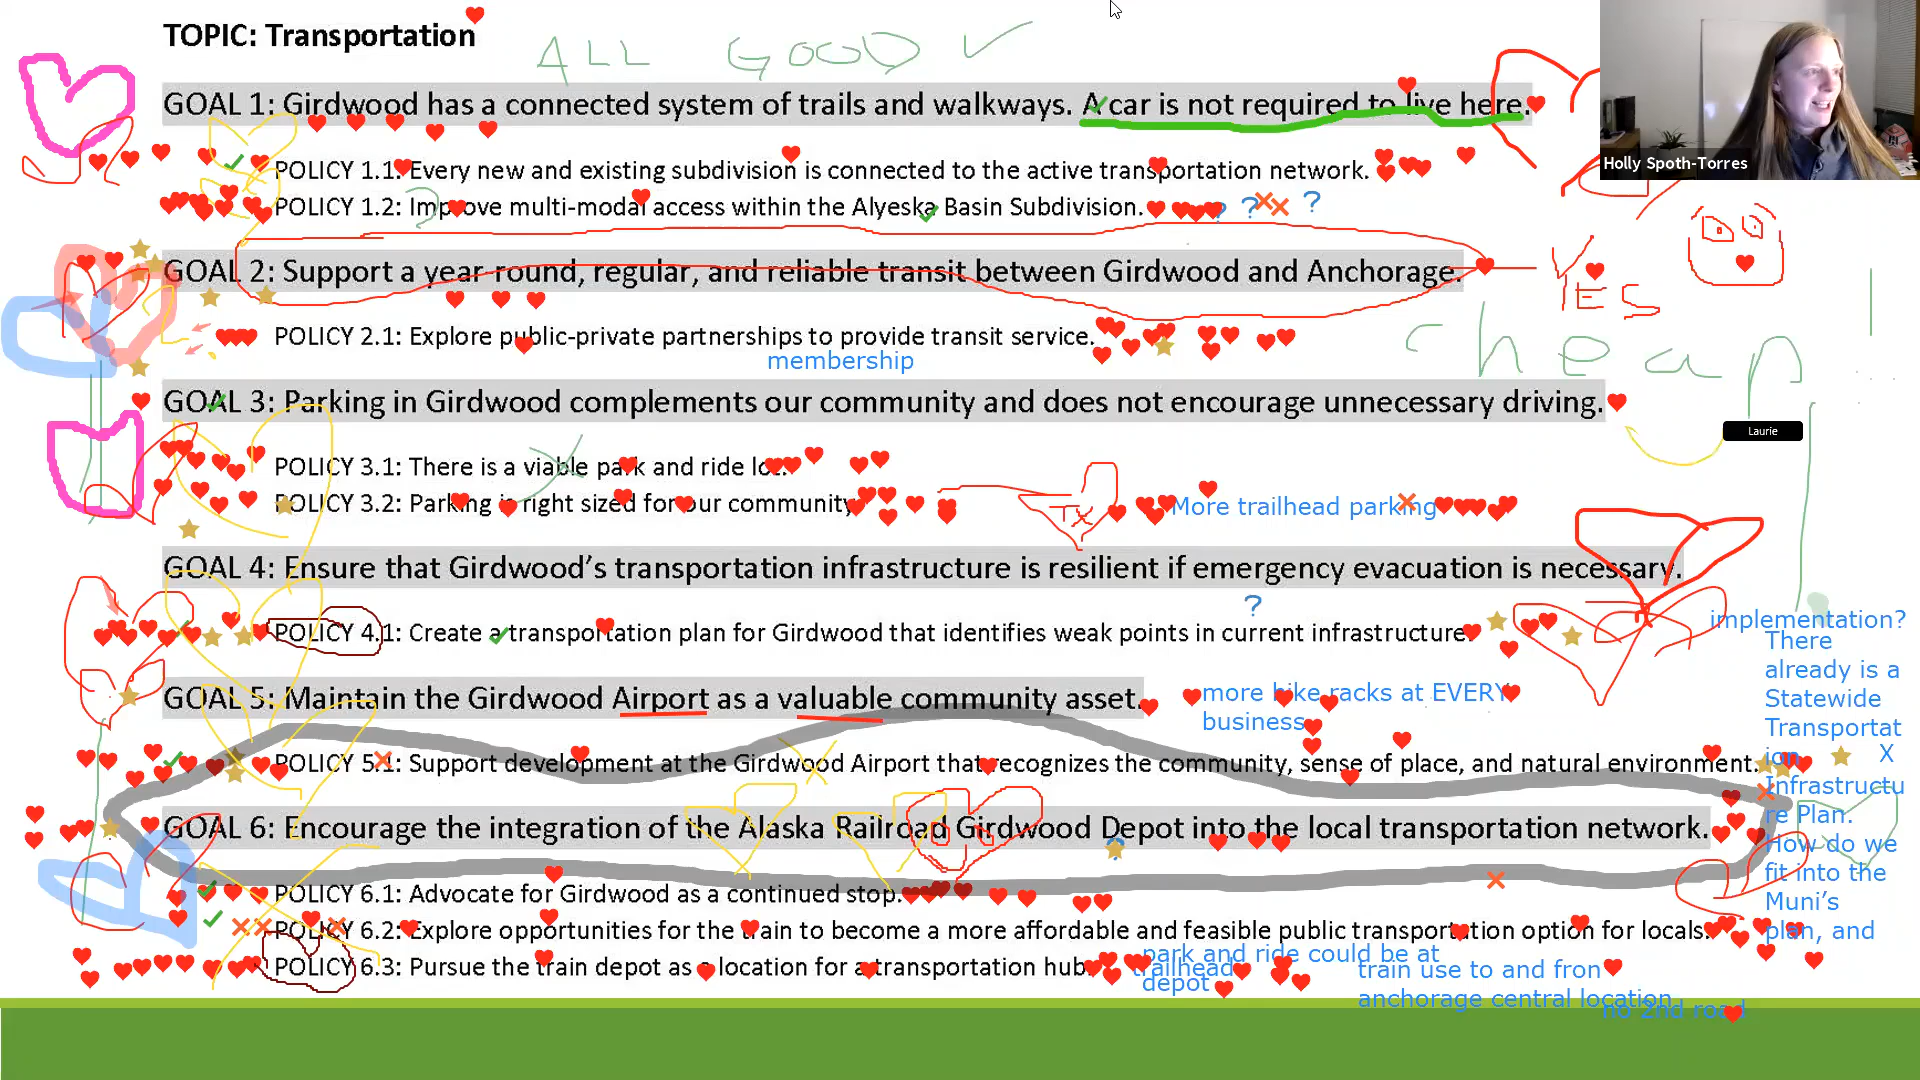 TOPIC: Transportation
ALL GOOD
GOAL 1: Girdwood has a connected system of trails and walkways. A car is not required to live here.
Holly Spoth-Torres
POLICY 1.1: Every new and existing subdivision is connected to the active transportation network.
POLICY 1.2: Improve multi-modal access within the Alyeska Basin Subdivision.
? ? ? ?
GOAL 2: Support a year-round, regular, and reliable transit between Girdwood and Anchorage.
YES
POLICY 2.1: Explore public-private partnerships to provide transit service.
cheap!
membership
GOAL 3: Parking in Girdwood complements our community and does not encourage unnecessary driving.
Laurie
POLICY 3.1: There is a viable park and ride lot.
POLICY 3.2: Parking is right sized for our community.
TX
More trailhead parking
GOAL 4: Ensure that Girdwood's transportation infrastructure is resilient if emergency evacuation is necessary.
?
POLICY 4.1: Create a transportation plan for Girdwood that identifies weak points in current infrastructure.
implementation?
There
already is a
Statewide
Transportat
ion
Infrastructu
re Plan.
How do we
fit into the
Muni's
plan, and
X
GOAL 5: Maintain the Girdwood Airport as a valuable community asset.
more bike racks at EVERY
business
POLICY 5.1: Support development at the Girdwood Airport that recognizes the community, sense of place, and natural environment.
GOAL 6: Encourage the integration of the Alaska Railroad Girdwood Depot into the local transportation network.
?
POLICY 6.1: Advocate for Girdwood as a continued stop.
POLICY 6.2: Explore opportunities for the train to become a more affordable and feasible public transportation option for locals.
POLICY 6.3: Pursue the train depot as a location for a transportation hub.
park and ride could be at
trailhead
depot
train use to and fron
anchorage central location
no 2nd road